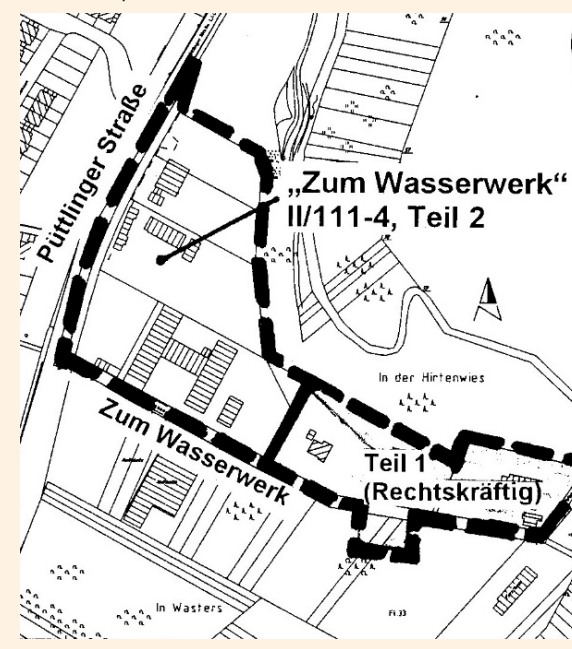 Püttlinger Straße
„Zum Wasserwerk“
II/111-4, Teil 2
In der Hirtenwies
Zum Wasserwerk
Teil 1
(Rechtskräftig)
In Wasters
Fl.33